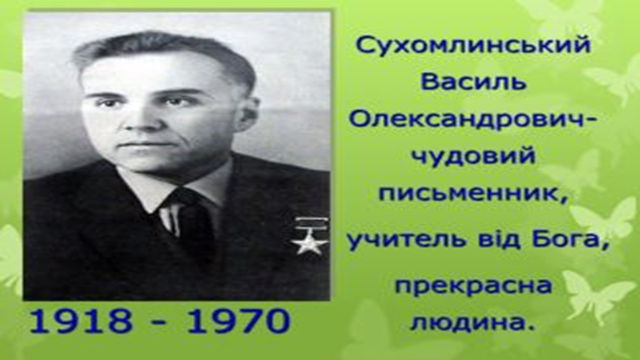 Сухомлинський
Василь
Олександрович-
чудовий
письменник,
учитель від Бога,
прекрасна
людина.
1918 - 1970